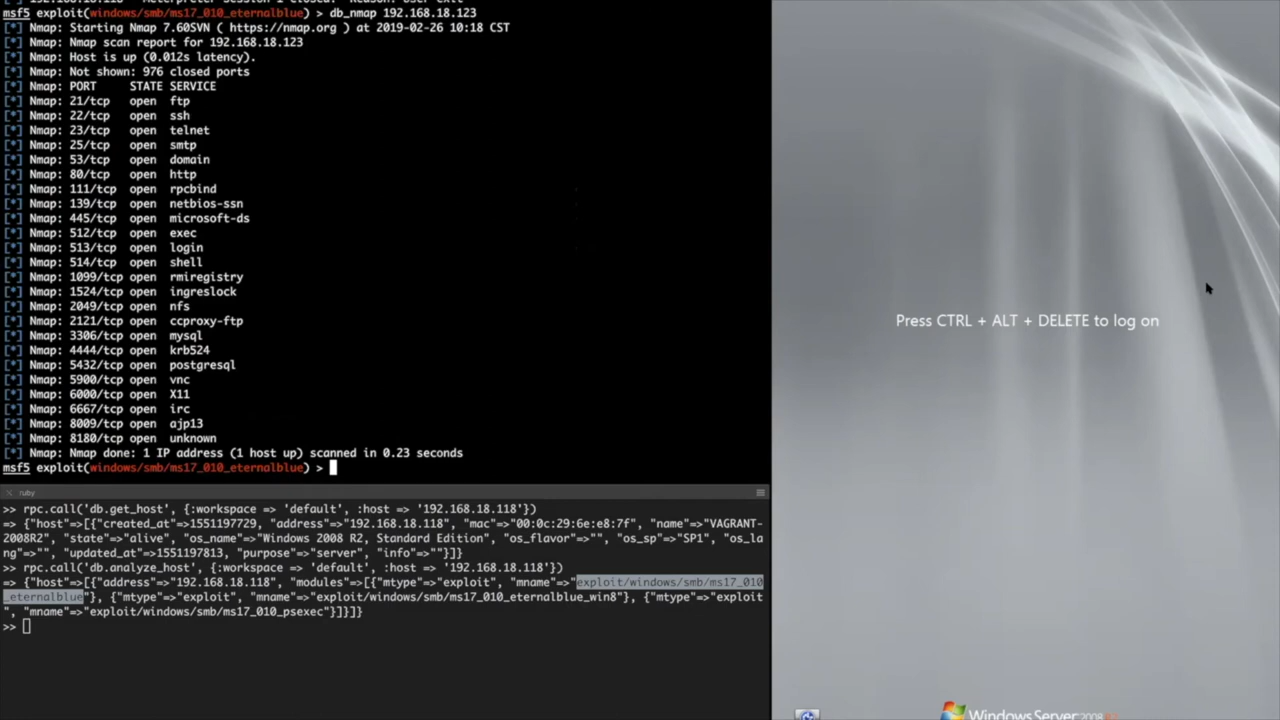 msf5 exploit(windows/smb/ms17_010_eternalblue) > db_nmap 192.168.18.123
[*] Nmap: Starting Nmap 7.60SVN ( https://nmap.org ) at 2019-02-26 10:18 CST
[*] Nmap: Nmap scan report for 192.168.18.123
[*] Nmap: Host is up (0.012s latency).
[*] Nmap: Not shown: 976 closed ports
[*] Nmap: PORT     STATE SERVICE
[*] Nmap: 21/tcp   open  ftp
[*] Nmap: 22/tcp   open  ssh
[*] Nmap: 23/tcp   open  telnet
[*] Nmap: 25/tcp   open  smtp
[*] Nmap: 53/tcp   open  domain
[*] Nmap: 80/tcp   open  http
[*] Nmap: 111/tcp  open  rpcbind
[*] Nmap: 139/tcp  open  netbios-ssn
[*] Nmap: 445/tcp  open  microsoft-ds
[*] Nmap: 512/tcp  open  exec
[*] Nmap: 513/tcp  open  login
[*] Nmap: 514/tcp  open  shell
[*] Nmap: 1099/tcp open  rmiregistry
[*] Nmap: 1524/tcp open  ingreslock
[*] Nmap: 2049/tcp open  nfs
[*] Nmap: 2121/tcp open  ccproxy-ftp
[*] Nmap: 3306/tcp open  mysql
[*] Nmap: 4444/tcp open  krb524
[*] Nmap: 5432/tcp open  postgresql
[*] Nmap: 5900/tcp open  vnc
[*] Nmap: 6000/tcp open  X11
[*] Nmap: 6667/tcp open  irc
[*] Nmap: 8009/tcp open  ajp13
[*] Nmap: 8180/tcp open  unknown
[*] Nmap: Nmap done: 1 IP address (1 host up) scanned in 0.23 seconds
msf5 exploit(windows/smb/ms17_010_eternalblue) >
ruby
>> rpc.call('db.get_host', {:workspace => 'default', :host => '192.168.18.118'})
=> {"host"=>[{"created_at"=>1551197729, "address"=>"192.168.18.118", "mac"=>"00:0c:29:6e:e8:7f", "name"=>"VAGRANT-
2008R2", "state"=>"alive", "os_name"=>"Windows 2008 R2, Standard Edition", "os_flavor"=>"", "os_sp"=>"SP1", "os_la
ng"=>"", "updated_at"=>1551197813, "purpose"=>"server", "info"=>""}]}
>> rpc.call('db.analyze_host', {:workspace => 'default', :host => '192.168.18.118'})
=> {"host"=>[{"address"=>"192.168.18.118", "modules"=>[{"mtype"=>"exploit", "mname"=>"exploit/windows/smb/ms17_010
_eternalblue"}, {"mtype"=>"exploit", "mname"=>"exploit/windows/smb/ms17_010_eternalblue_win8"}, {"mtype"=>"exploit
", "mname"=>"exploit/windows/smb/ms17_010_psexec"}]}]}
>>
Press CTRL + ALT + DELETE to log on
Windows Server 2008